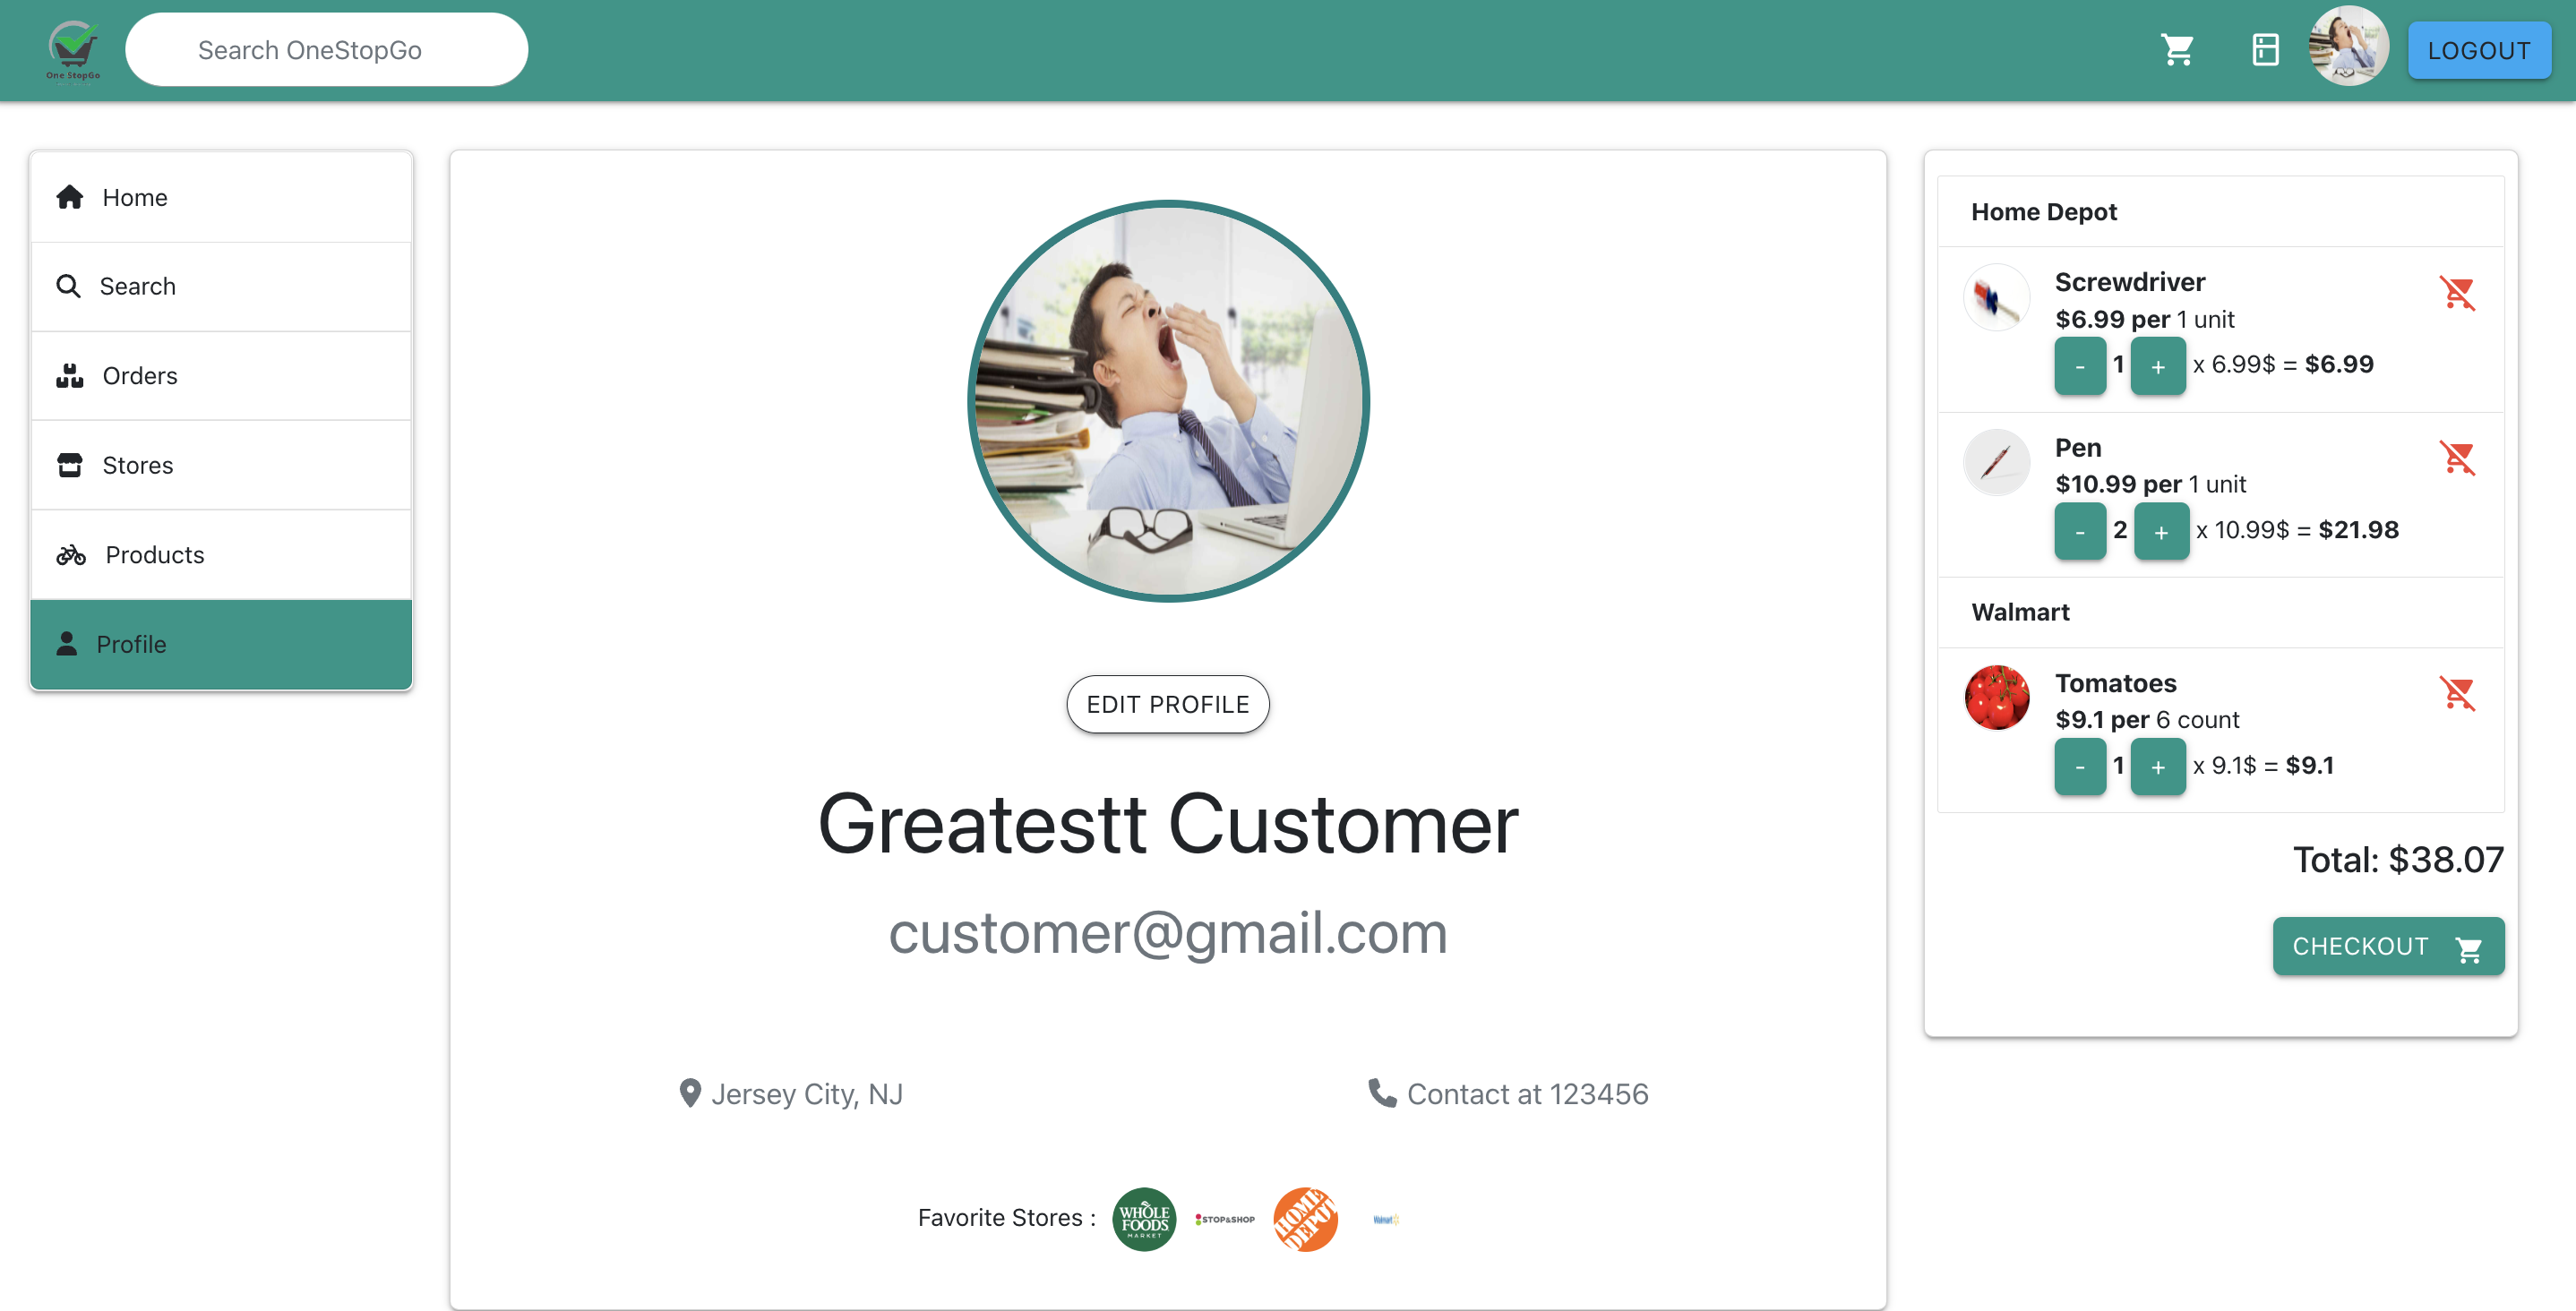 One StopGo
Search OneStopGo
LOGOUT
Home
Search
Orders
Stores
Products
Profile
EDIT PROFILE
Greatestt Customer
customer@gmail.com
Jersey City, NJ
Contact at 123456
Favorite Stores :
WHOLE
FOODS
MARKET
STOP&SHOP
HOME
DEPOT
Walmart
Home Depot
Screwdriver
$6.99 per 1 unit
- 1 + x 6.99$ = $6.99
Pen
$10.99 per 1 unit
- 2 + x 10.99$ = $21.98
Walmart
Tomatoes
$9.1 per 6 count
- 1 + x 9.1$ = $9.1
Total: $38.07
CHECKOUT